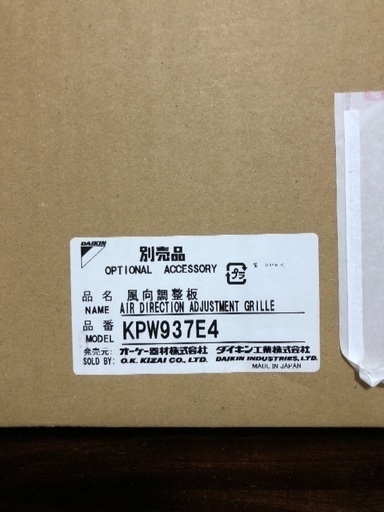 DAIKIN
別売品
OPTIONAL ACCESSORY
プラ
品名 風向調整板
NAME AIR DIRECTION ADJUSTMENT GRILLE
品番
MODEL KPW937E4
発売元: オーケー器材株式会社 ダイキン工業株式会社
SOLD BY: O.K. KIZAI CO., LTD. DAIKIN INDUSTRIES, LTD.
MADE IN JAPAN